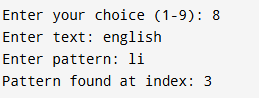 Enter your choice (1-9): 8
Enter text: english
Enter pattern: li
Pattern found at index: 3